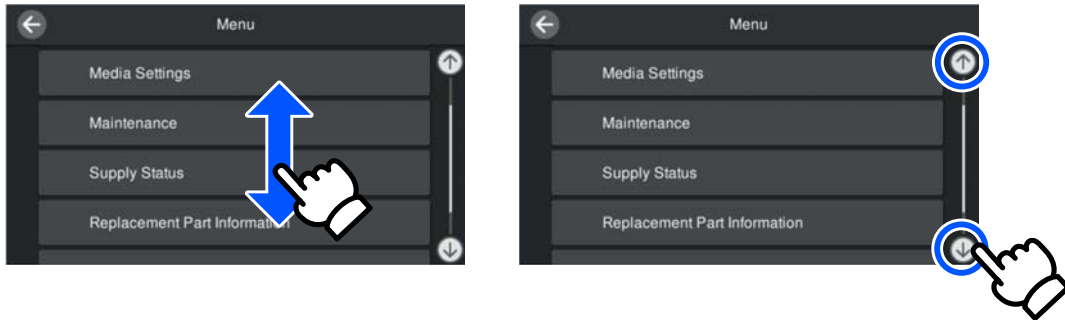 Menu
Media Settings
Maintenance
Supply Status
Replacement Part Information
Menu
Media Settings
Maintenance
Supply Status
Replacement Part Information